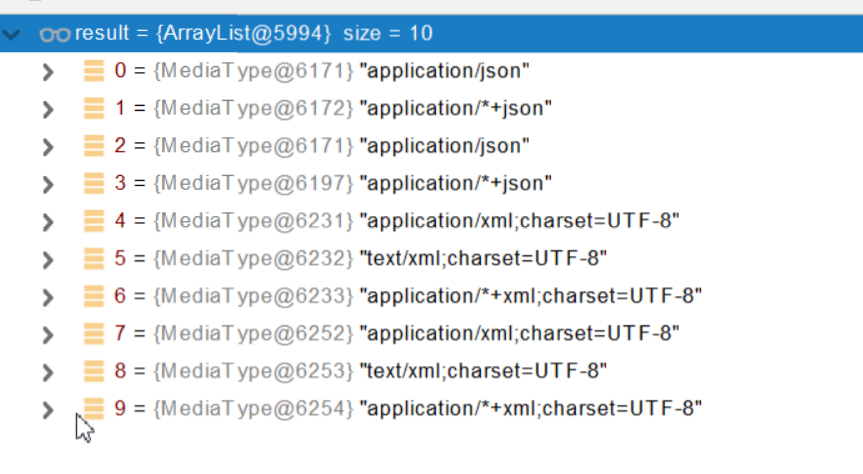 result = {ArrayList@5994} size = 10
0 = {MediaType@6171} "application/json"
1 = {MediaType@6172} "application/*+json"
2 = {MediaType@6171} "application/json"
3 = {MediaType@6197} "application/*+json"
4 = {MediaType@6231} "application/xml;charset=UTF-8"
5 = {MediaType@6232} "text/xml;charset=UTF-8"
6 = {MediaType@6233} "application/*+xml;charset=UTF-8"
7 = {MediaType@6252} "application/xml;charset=UTF-8"
8 = {MediaType@6253} "text/xml;charset=UTF-8"
9 = {MediaType@6254} "application/*+xml;charset=UTF-8"